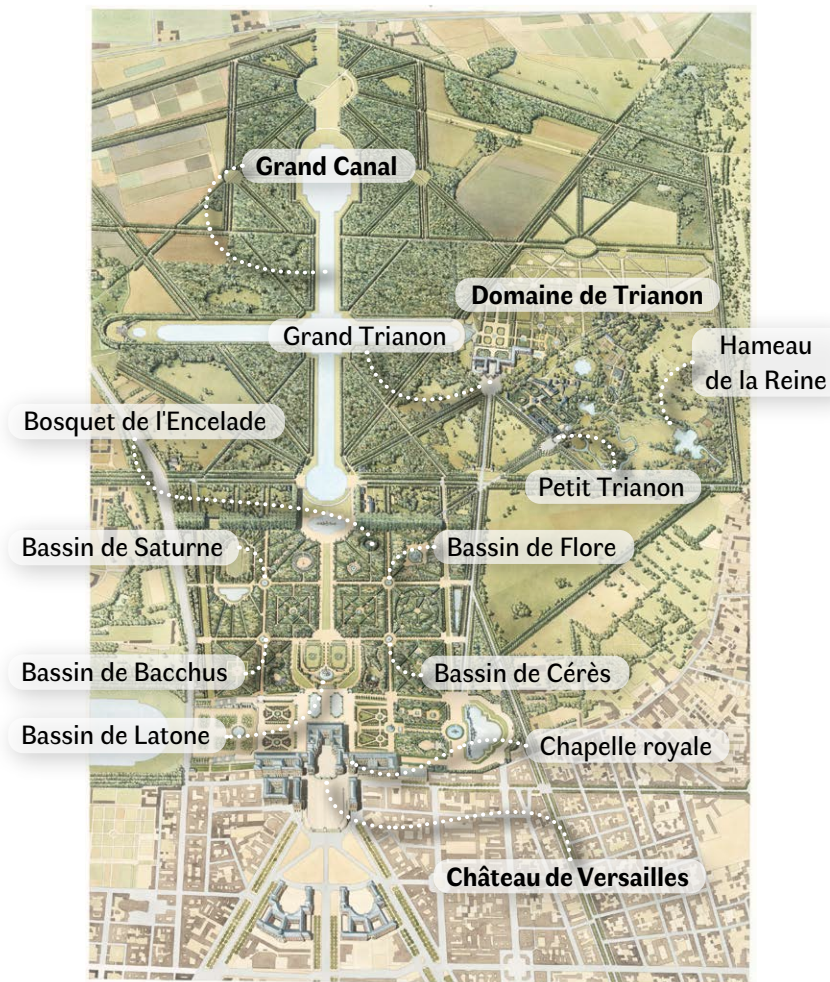 Grand Canal
Domaine de Trianon
Grand Trianon
Hameau
de la Reine
Bosquet de l'Encelade
Petit Trianon
Bassin de Saturne
Bassin de Flore
Bassin de Bacchus
Bassin de Cérès
Bassin de Latone
Chapelle royale
Château de Versailles